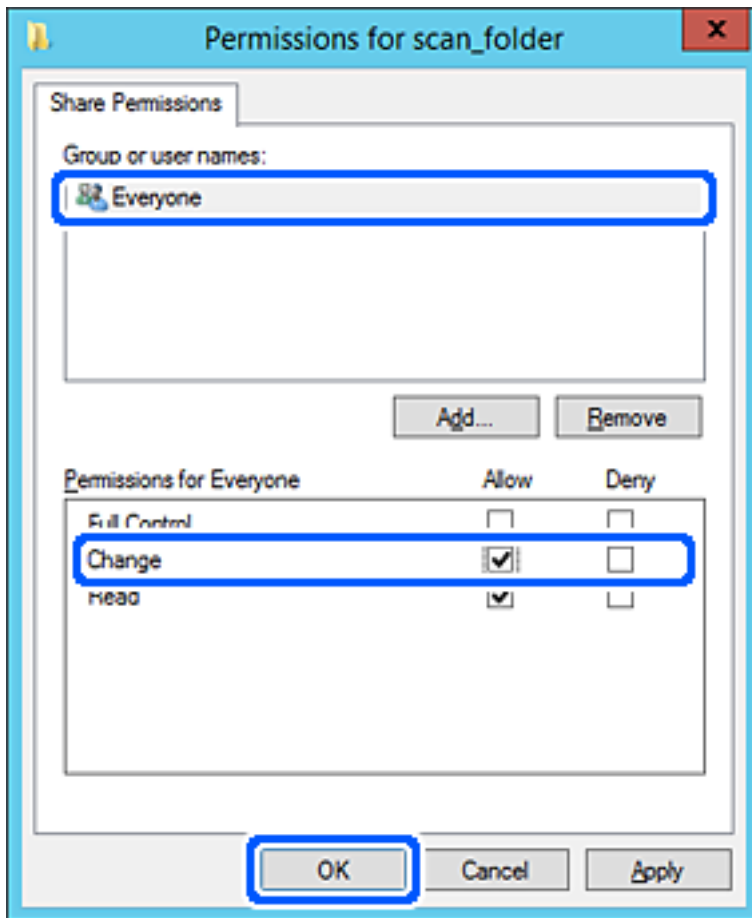 Permissions for scan_folder
x
Share Permissions
Group or user names:
Everyone
Add... Remove
Permissions for Everyone Allow Deny
Full Control
Change
Read
OK Cancel Apply